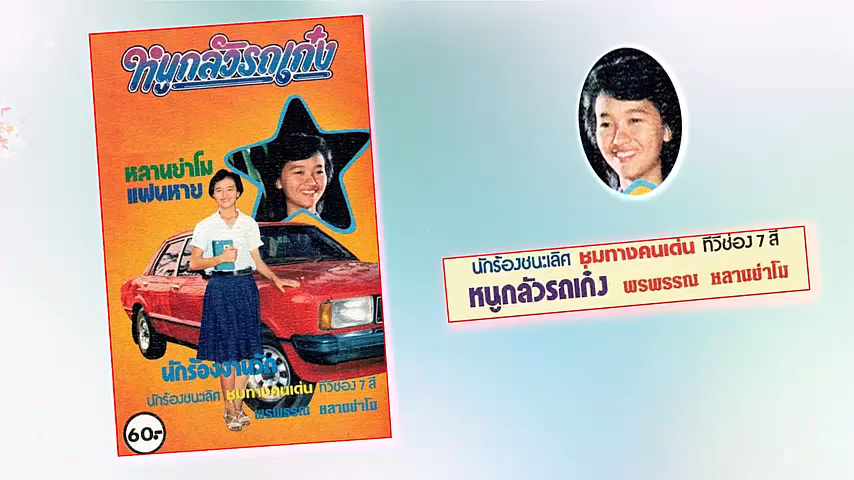 หนูกลัวรถเก๋ง
หลานย่าโม
แฟนหาย
นักร้องงานวัด
นักร้องชนะเลิศ ชุมทางคนเด่น ทีวีช่อง 7 สี
พรพรรณ หลานย่าโม
60.-
นักร้องชนะเลิศ ชุมทางคนเด่น ทีวีช่อง 7 สี
หนูกลัวรถเก๋ง พรพรรณ หลานย่าโม